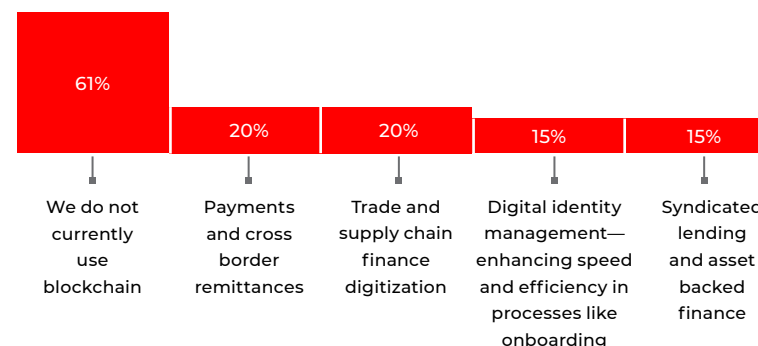 61%
20%
20%
15%
15%
We do not
currently
use
blockchain
Payments
and cross
border
remittances
Trade and
supply chain
finance
digitization
Digital identity
management—
enhancing speed
and efficiency in
processes like
onboarding
Syndicated
lending
and asset
backed
finance